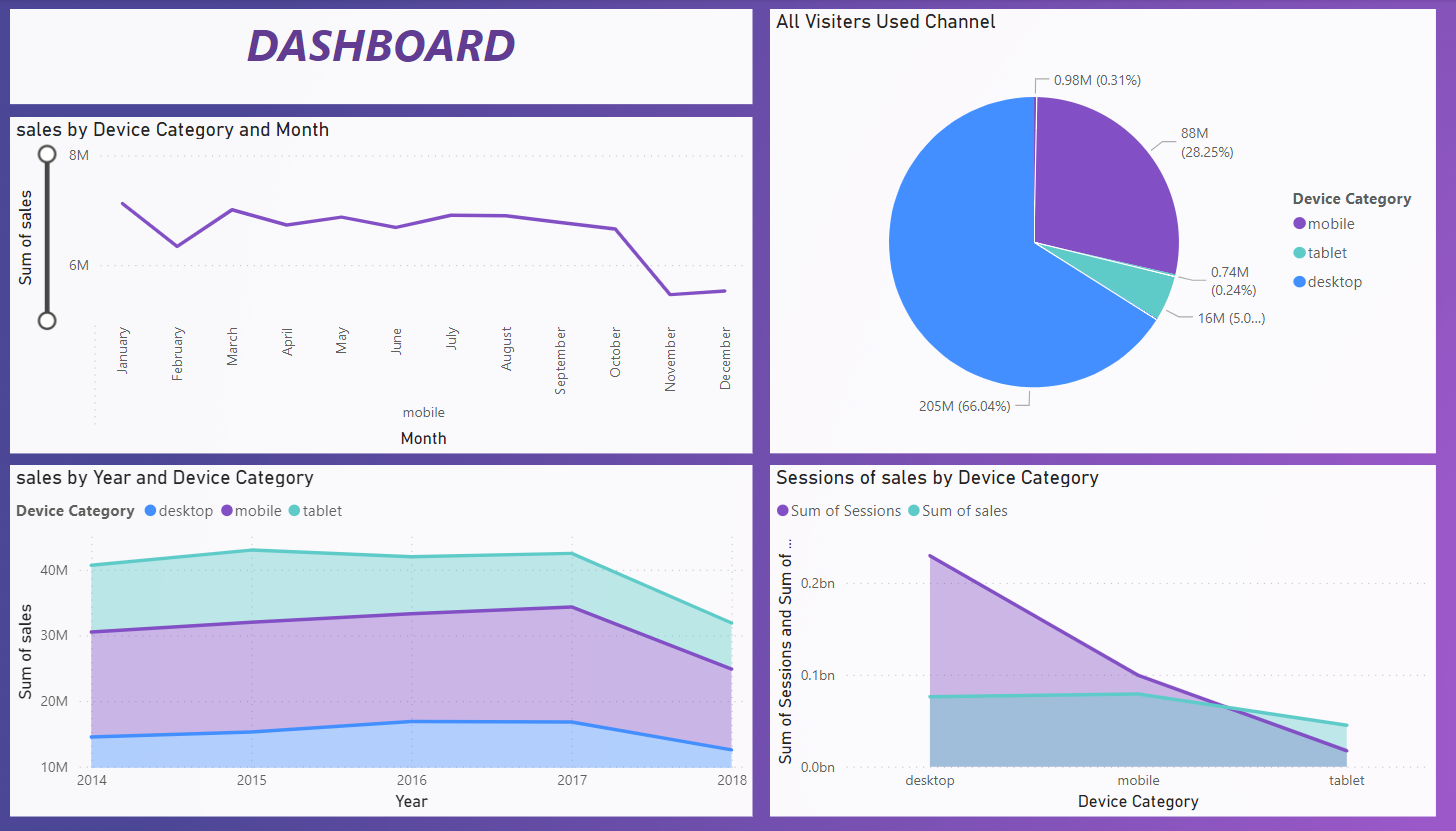 DASHBOARD
sales by Device Category and Month
Sum of sales
8M
6M
January
February
March
April
May
June
July
August
September
October
November
December
mobile
Month
All Visiters Used Channel
0.98M (0.31%)
88M
(28.25%)
0.74M
(0.24%)
16M (5.0...)
205M (66.04%)
Device Category
mobile
tablet
desktop
sales by Year and Device Category
Device Category desktop mobile tablet
Sum of sales
40M
30M
20M
10M
2014 2015 2016 2017 2018
Year
Sessions of sales by Device Category
Sum of Sessions Sum of sales
Sum of Sessions and Sum of ...
0.2bn
0.1bn
0.0bn
desktop mobile tablet
Device Category